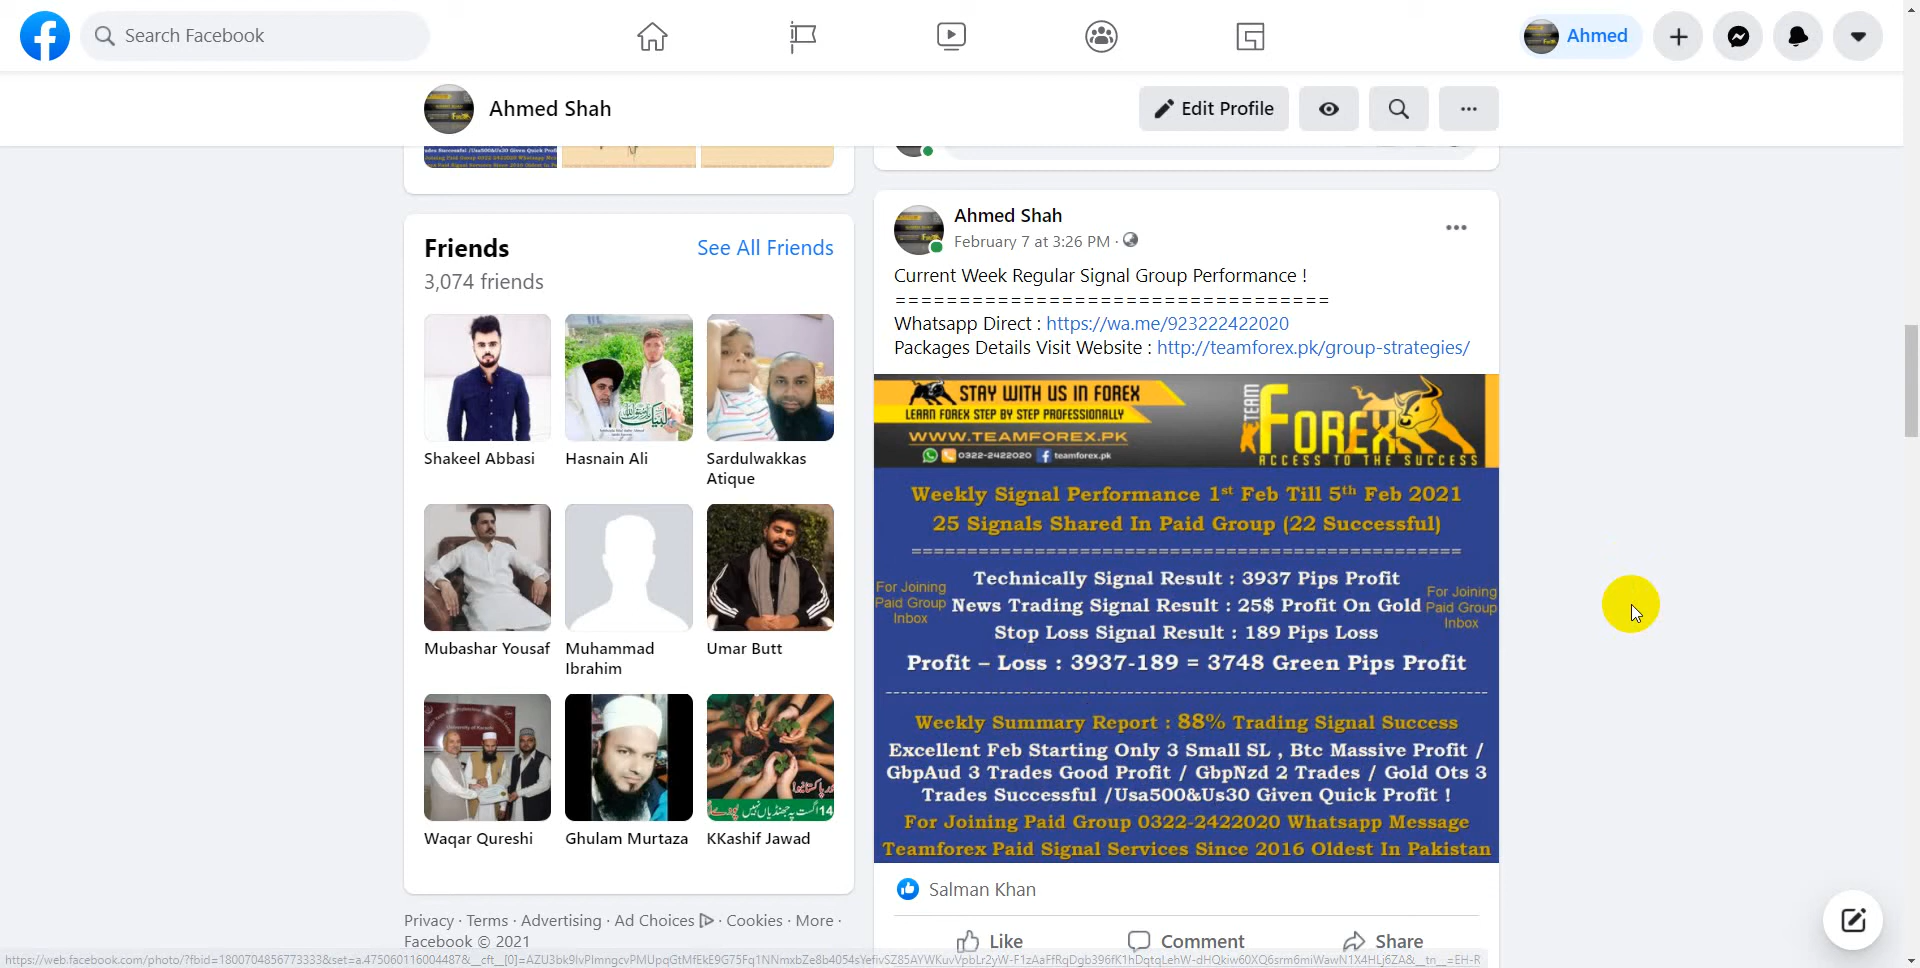 Search Facebook
Ahmed
Ahmed Shah
Edit Profile
Friends
See All Friends
3,074 friends
Shakeel Abbasi
Hasnain Ali
Sardulwakkas
Atique
Mubashar Yousaf
Muhammad
Ibrahim
Umar Butt
Waqar Qureshi
Ghulam Murtaza
KKashif Jawad
Privacy · Terms · Advertising · Ad Choices · Cookies · More ·
Facebook © 2021
Ahmed Shah
February 7 at 3:26 PM ·
Current Week Regular Signal Group Performance !
==================================
Whatsapp Direct : https://wa.me/923222422020
Packages Details Visit Website : http://teamforex.pk/group-strategies/
STAY WITH US IN FOREX
LEARN FOREX STEP BY STEP PROFESSIONALLY
WWW.TEAMFOREX.PK
0322-2422020 teamforex.pk
TEAM
FOREX
ACCESS TO THE SUCCESS
Weekly Signal Performance 1st Feb Till 5th Feb 2021
25 Signals Shared In Paid Group (22 Successful)
For Joining
Paid Group
Inbox
Technically Signal Result : 3937 Pips Profit
News Trading Signal Result : 25$ Profit On Gold
Stop Loss Signal Result : 189 Pips Loss
For Joining
Paid Group
Inbox
Profit – Loss : 3937-189 = 3748 Green Pips Profit
Weekly Summary Report : 88% Trading Signal Success
Excellent Feb Starting Only 3 Small SL , Btc Massive Profit /
GbpAud 3 Trades Good Profit / GbpNzd 2 Trades / Gold Ots 3
Trades Successful /Usa500&Us30 Given Quick Profit !
For Joining Paid Group 0322-2422020 Whatsapp Message
Teamforex Paid Signal Services Since 2016 Oldest In Pakistan
Salman Khan
Like
Comment
Share